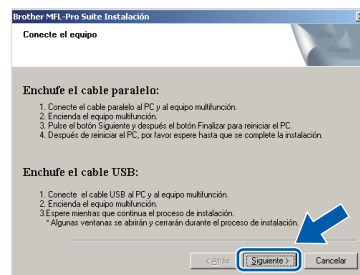 Brother MFL-Pro Suite Instalación
Conecte el equipo
Enchufe el cable paralelo:
1. Conecte el cable paralelo al PC y al equipo multifunción.
2. Encienda el equipo multifunción.
3. Pulse el botón Siguiente y después el botón Finalizar para reiniciar el PC.
4. Después de reiniciar el PC, por favor espere hasta que se complete la instalación.
Enchufe el cable USB:
1. Conecte el cable USB al PC y al equipo multifunción.
2. Encienda el equipo multifunción.
3.Espere mientras que continua el proceso de instalación.
* Algunas ventanas se abrirán y cerrarán durante el proceso de instalación.
< Atrás Siguiente > Cancelar